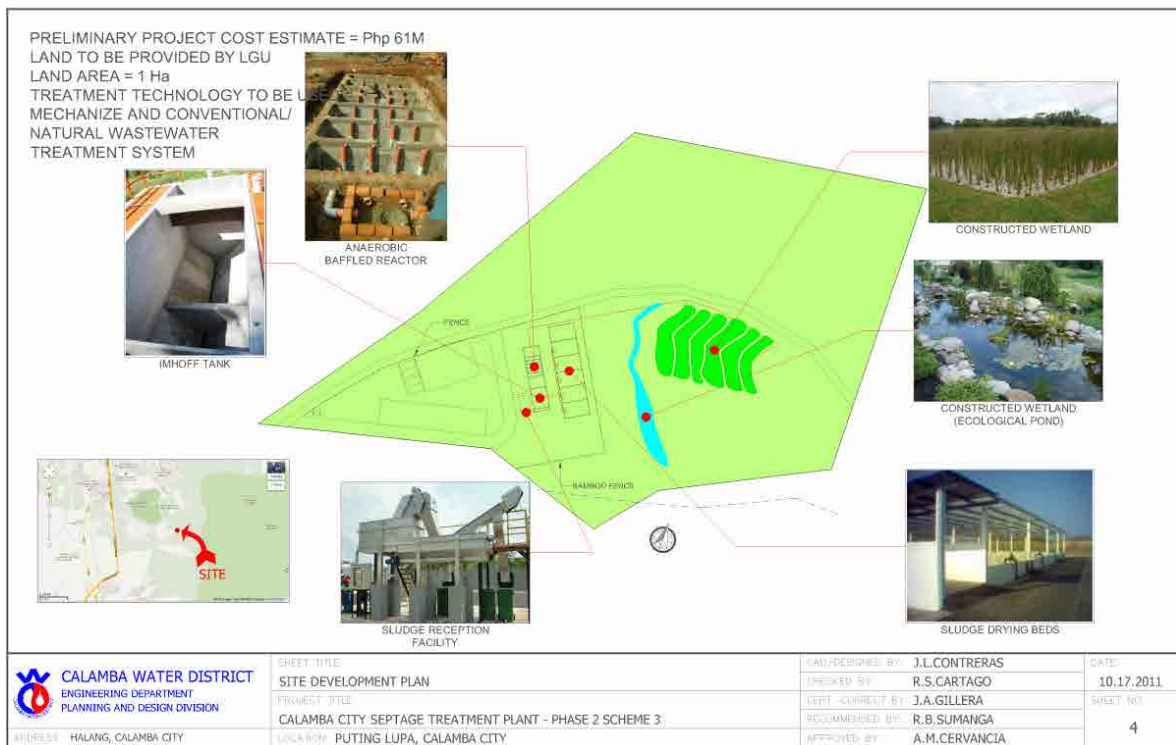 PRELIMINARY PROJECT COST ESTIMATE = Php 61M
LAND TO BE PROVIDED BY LGU
LAND AREA = 1 Ha
TREATMENT TECHNOLOGY TO BE USE
MECHANIZE AND CONVENTIONAL/
NATURAL WASTEWATER
TREATMENT SYSTEM
ANAEROBIC
BAFFLED REACTOR
CONSTRUCTED WETLAND
IMHOFF TANK
FENCE
CONSTRUCTED WETLAND
(ECOLOGICAL POND)
BAMBOO FENCE
SITE
SLUDGE RECEPTION
FACILITY
SLUDGE DRYING BEDS
CALAMBA WATER DISTRICT
ENGINEERING DEPARTMENT
PLANNING AND DESIGN DIVISION
ADDRESS: HALANG, CALAMBA CITY
SHEET TITLE:
SITE DEVELOPMENT PLAN
PROJECT TITLE:
CALAMBA CITY SEPTAGE TREATMENT PLANT - PHASE 2 SCHEME 3
LOCATION: PUTING LUPA, CALAMBA CITY
CAD/DESIGNED BY: J.L.CONTRERAS
CHECKED BY: R.S.CARTAGO
CERT. CORRECT BY: J.A.GILLERA
RECOMMENDED BY: R.B.SUMANGA
APPROVED BY: A.M.CERVANCIA
DATE:
10.17.2011
SHEET NO.
4